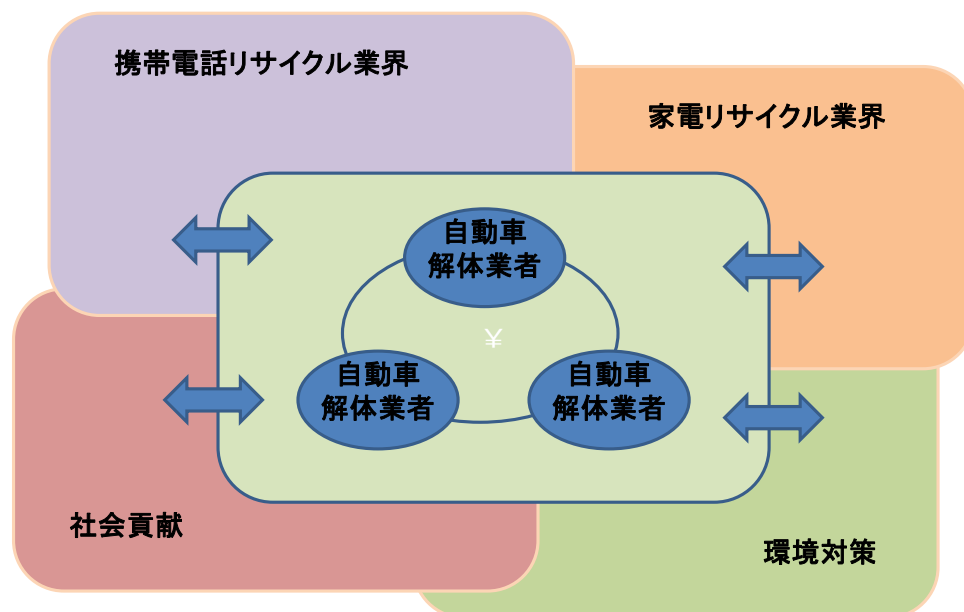 携帯電話リサイクル業界
家電リサイクル業界
自動車
解体業者
¥
自動車
解体業者
自動車
解体業者
社会貢献
環境対策